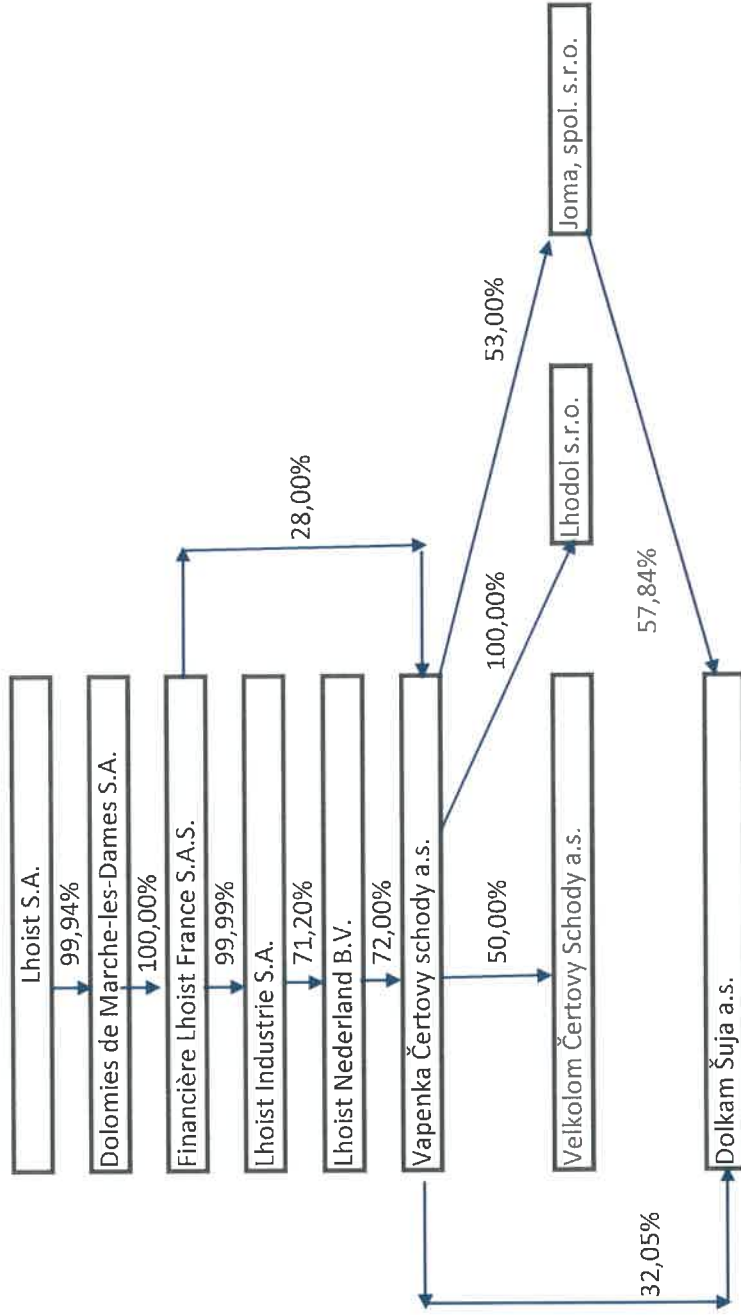 Lhoist S.A.
99,94%
Dolomies de Marche-les-Dames S.A.
100,00%
Financière Lhoist France S.A.S.
99,99%
28,00%
Lhoist Industrie S.A.
71,20%
Lhoist Nederland B.V.
72,00%
Vapenka Čertovy schody a.s.
50,00%
100,00%
53,00%
Velkolom Čertovy Schody a.s.
Lhodol s.r.o.
Joma, spol. s.r.o.
32,05%
57,84%
Dolkam Šuja a.s.